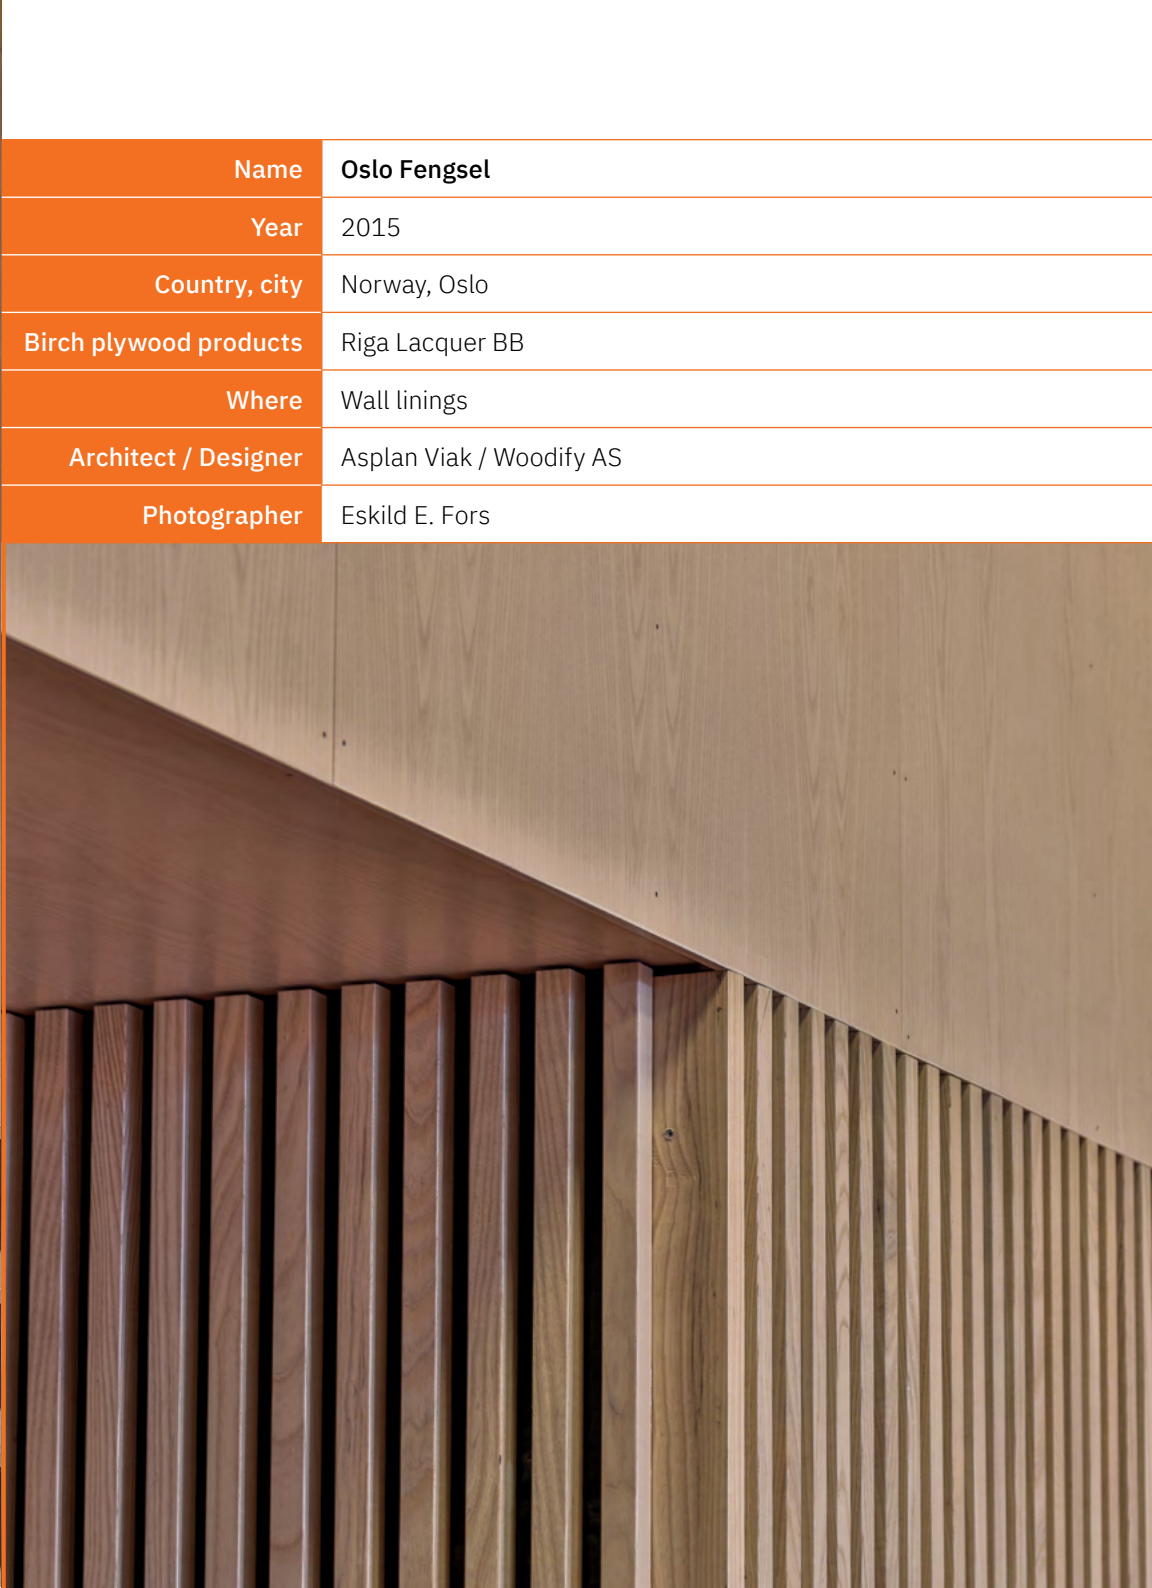 Name Oslo Fengsel
Year 2015
Country, city Norway, Oslo
Birch plywood products Riga Lacquer BB
Where Wall linings
Architect / Designer Asplan Viak / Woodify AS
Photographer Eskild E. Fors